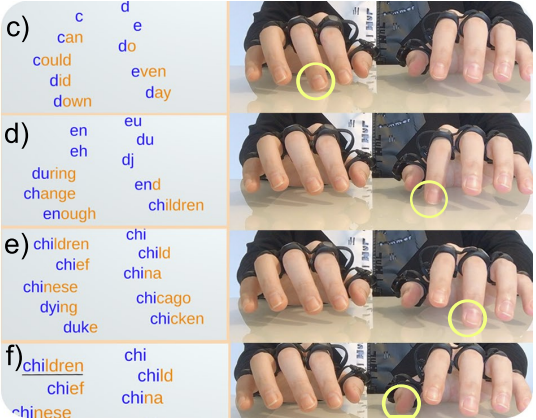 c)
c
can
could
did
down
d
e
do
even
day
d)
en
eh
during
change
enough
eu
du
dj
end
children
e)
children
chief
chinese
dying
duke
chi
child
china
chicago
chicken
f)
children
chief
chinese
chi
child
china